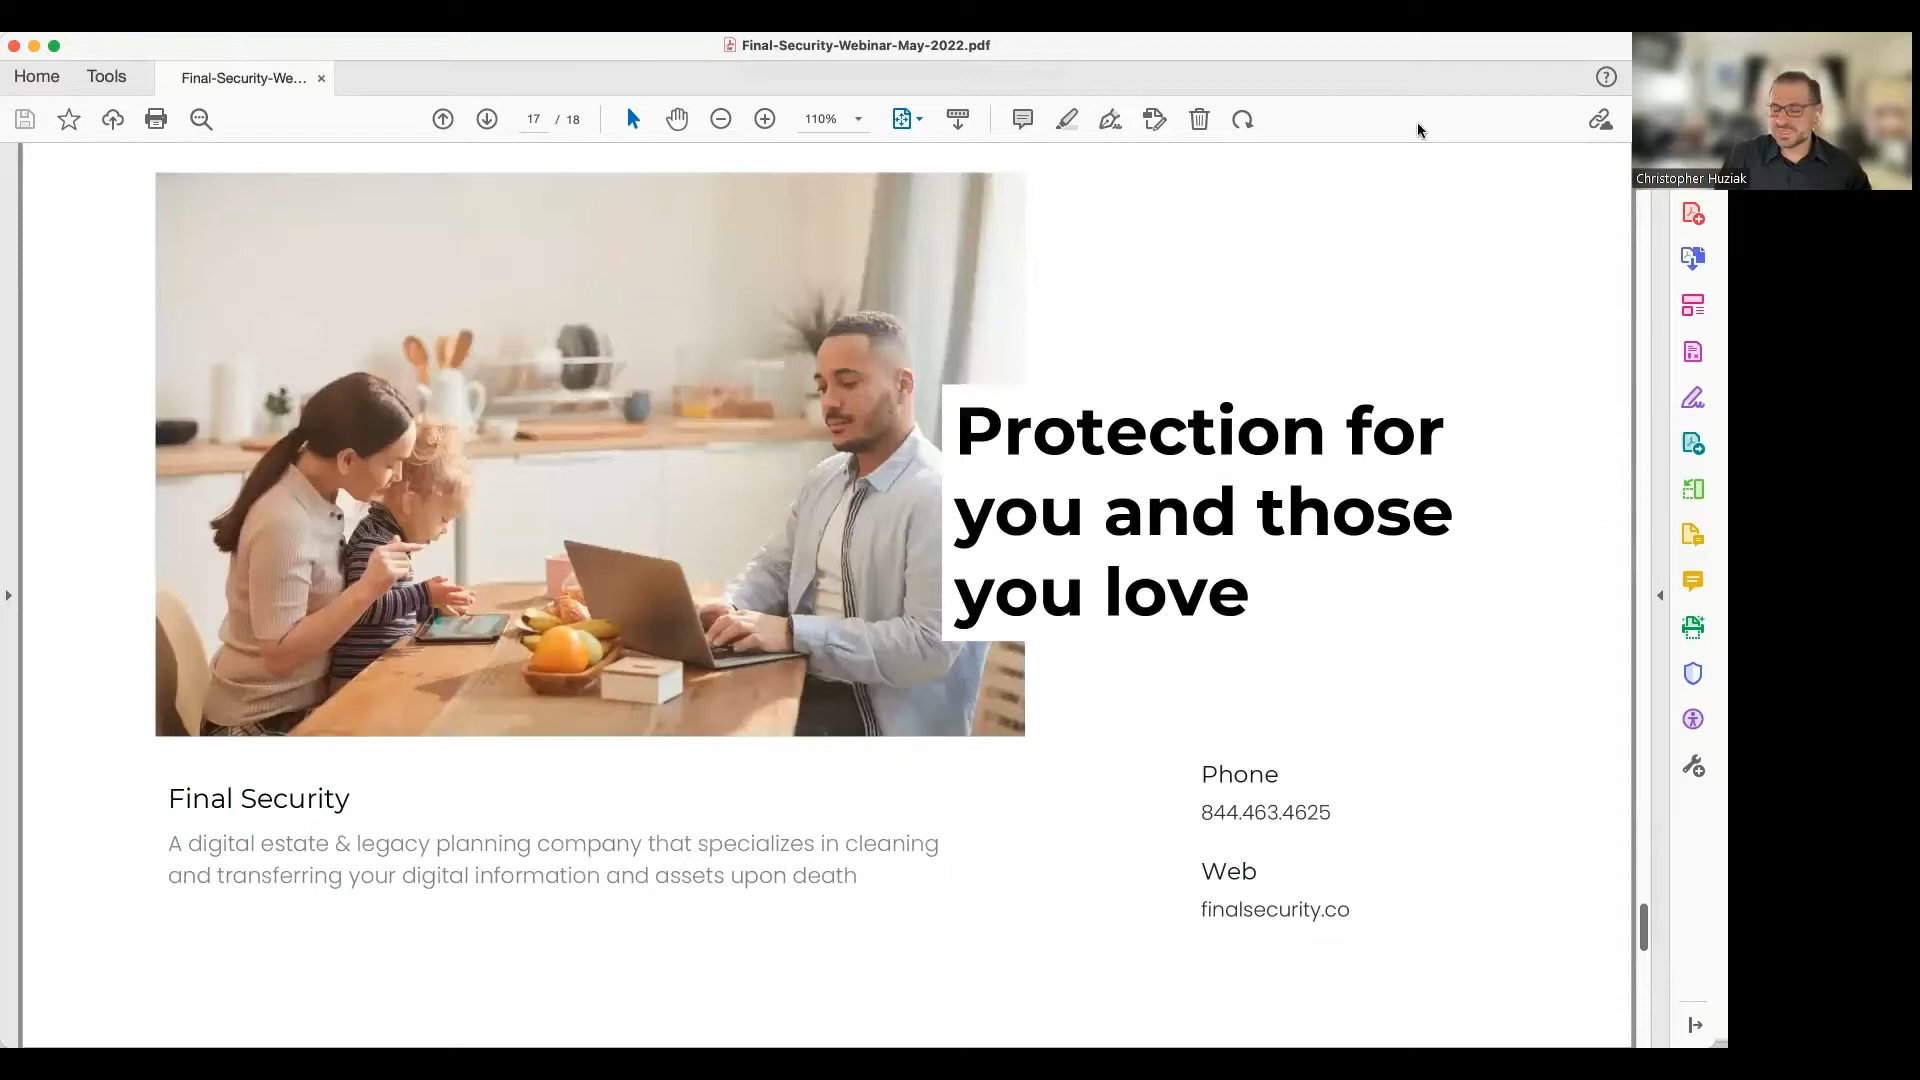 Final-Security-Webinar-May-2022.pdf
Home
Tools
Final-Security-We...
17 / 18
110%
Christopher Huziak
Protection for
you and those
you love
Final Security
A digital estate & legacy planning company that specializes in cleaning
and transferring your digital information and assets upon death
Phone
844.463.4625
Web
finalsecurity.co